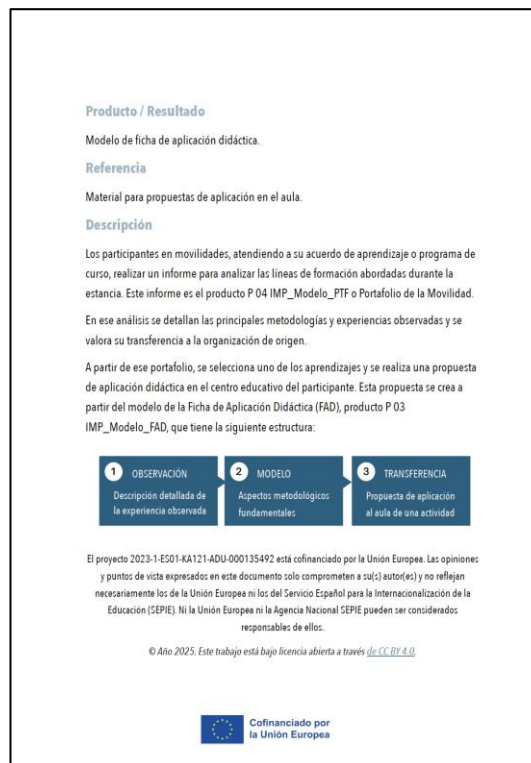 Producto / Resultado
Modelo de ficha de aplicación didáctica.
Referencia
Material para propuestas de aplicación en el aula.
Descripción
Los participantes en movilidades, atendiendo a su acuerdo de aprendizaje o programa de
curso, realizar un informe para analizar las líneas de formación abordadas durante la
estancia. Este informe es el producto P 04 IMP_Modelo_PTF o Portafolio de la Movilidad.
En ese análisis se detallan las principales metodologías y experiencias observadas y se
valora su transferencia a la organización de origen.
A partir de ese portafolio, se selecciona uno de los aprendizajes y se realiza una propuesta
de aplicación didáctica en el centro educativo del participante. Esta propuesta se crea a
partir del modelo de la Ficha de Aplicación Didáctica (FAD), producto P 03
IMP_Modelo_FAD, que tiene la siguiente estructura:
1 OBSERVACIÓN
Descripción detallada de
la experiencia observada
2 MODELO
Aspectos metodológicos
fundamentales
3 TRANSFERENCIA
Propuesta de aplicación
al aula de una actividad
El proyecto 2023-1-ES01-KA121-ADU-000135492 está cofinanciado por la Unión Europea. Las opiniones
y puntos de vista expresados en este documento solo comprometen a su(s) autor(es) y no reflejan
necesariamente los de la Unión Europea ni los del Servicio Español para la Internacionalización de la
Educación (SEPIE). Ni la Unión Europea ni la Agencia Nacional SEPIE pueden ser considerados
responsables de ellos.
© Año 2025. Este trabajo está bajo licencia abierta a través de CC BY 4.0.
Cofinanciado por
la Unión Europea